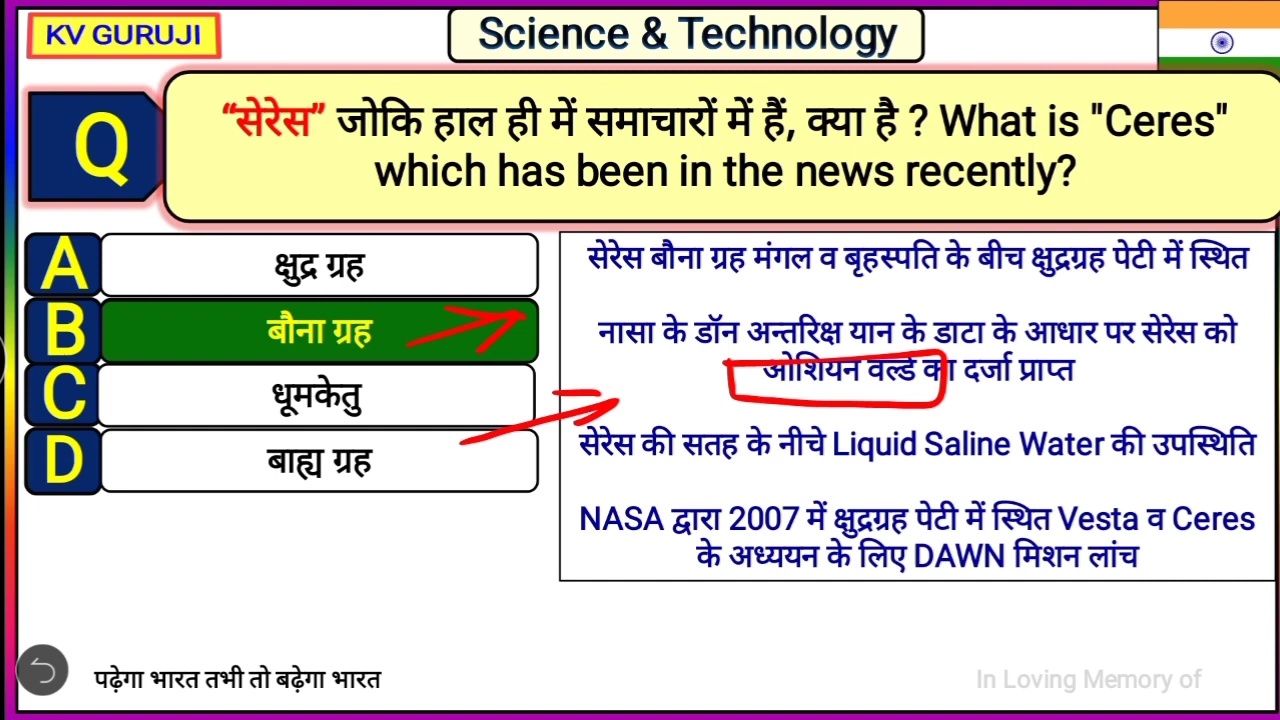 KV GURUJI
Science & Technology
Q
“सेरेस” जोकि हाल ही में समाचारों में हैं, क्या है ? What is "Ceres"
which has been in the news recently?
A
क्षुद्र ग्रह
B
बौना ग्रह
C
धूमकेतु
D
बाह्य ग्रह
सेरेस बौना ग्रह मंगल व बृहस्पति के बीच क्षुद्रग्रह पेटी में स्थित
नासा के डॉन अन्तरिक्ष यान के डाटा के आधार पर सेरेस को
ओशियन वर्ल्ड का दर्जा प्राप्त
सेरेस की सतह के नीचे Liquid Saline Water की उपस्थिति
NASA द्वारा 2007 में क्षुद्रग्रह पेटी में स्थित Vesta व Ceres
के अध्ययन के लिए DAWN मिशन लांच
पढ़ेगा भारत तभी तो बढ़ेगा भारत
In Loving Memory of